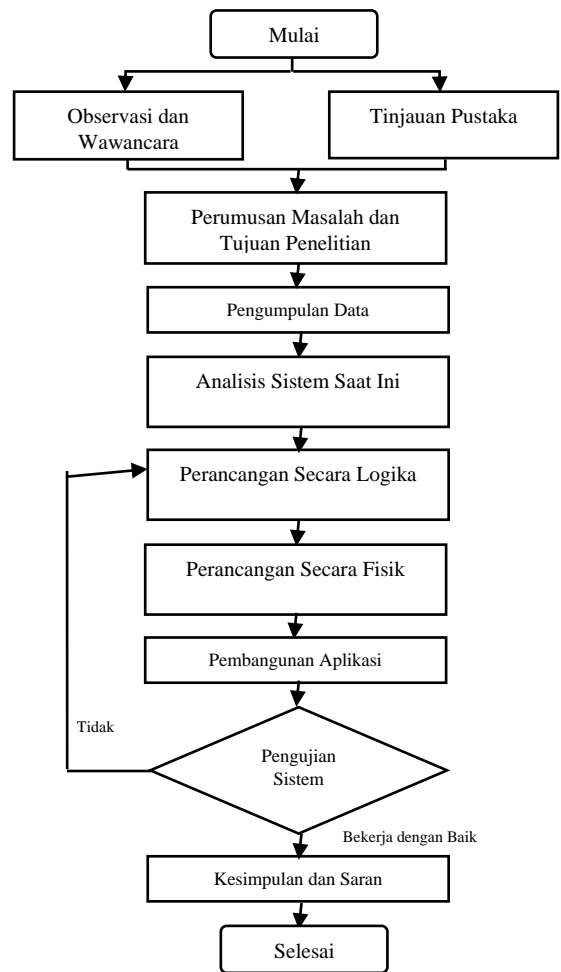 Mulai
Observasi dan
Wawancara
Tinjauan Pustaka
Perumusan Masalah dan
Tujuan Penelitian
Pengumpulan Data
Analisis Sistem Saat Ini
Perancangan Secara Logika
Perancangan Secara Fisik
Pembangunan Aplikasi
Tidak
Pengujian
Sistem
Bekerja dengan Baik
Kesimpulan dan Saran
Selesai